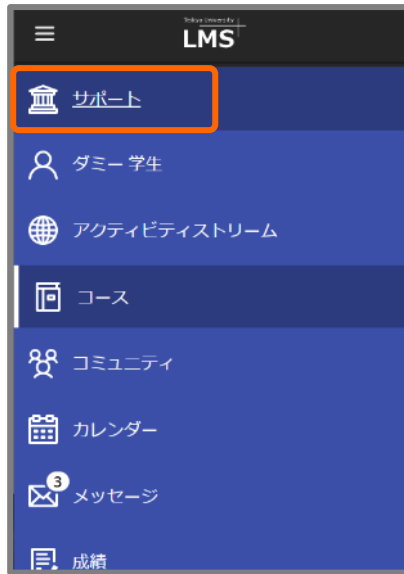 Teikyo University
LMS
サポート
ダミー 学生
アクティビティストリーム
コース
コミュニティ
カレンダー
3
メッセージ
成績